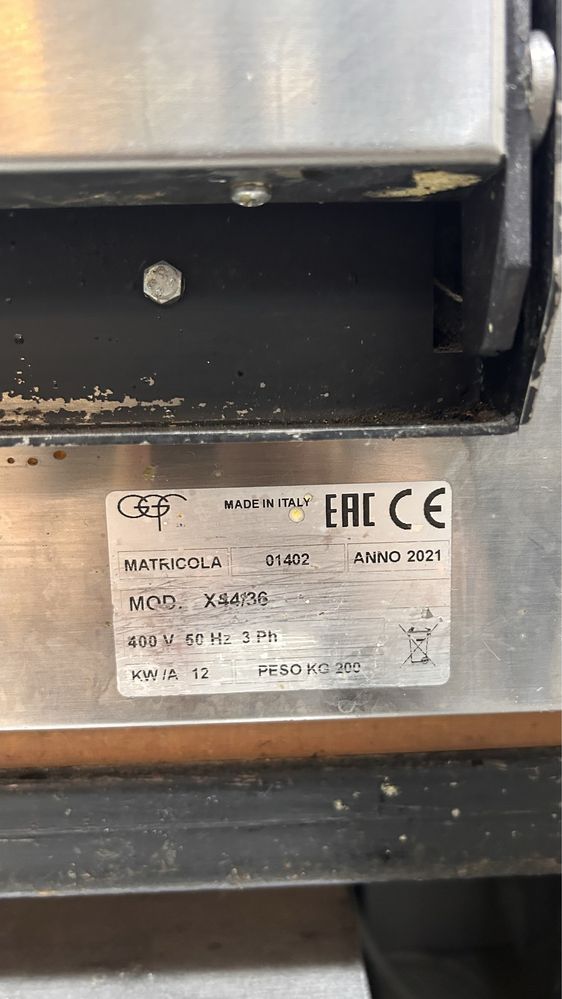 MADE IN ITALY EAC CE
MATRICOLA 01402 ANNO 2021
MOD. X44/36
400 V 50 Hz 3 Ph
KW/A 12 PESO KG 200